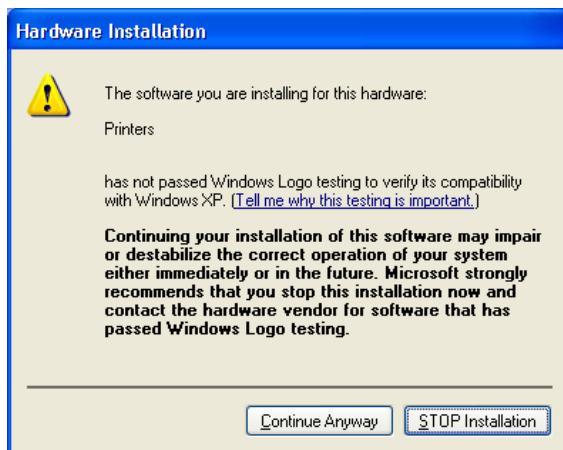 Hardware Installation
The software you are installing for this hardware:
Printers
has not passed Windows Logo testing to verify its compatibility
with Windows XP. (Tell me why this testing is important.)
Continuing your installation of this software may impair
or destabilize the correct operation of your system
either immediately or in the future. Microsoft strongly
recommends that you stop this installation now and
contact the hardware vendor for software that has
passed Windows Logo testing.
Continue Anyway
STOP Installation